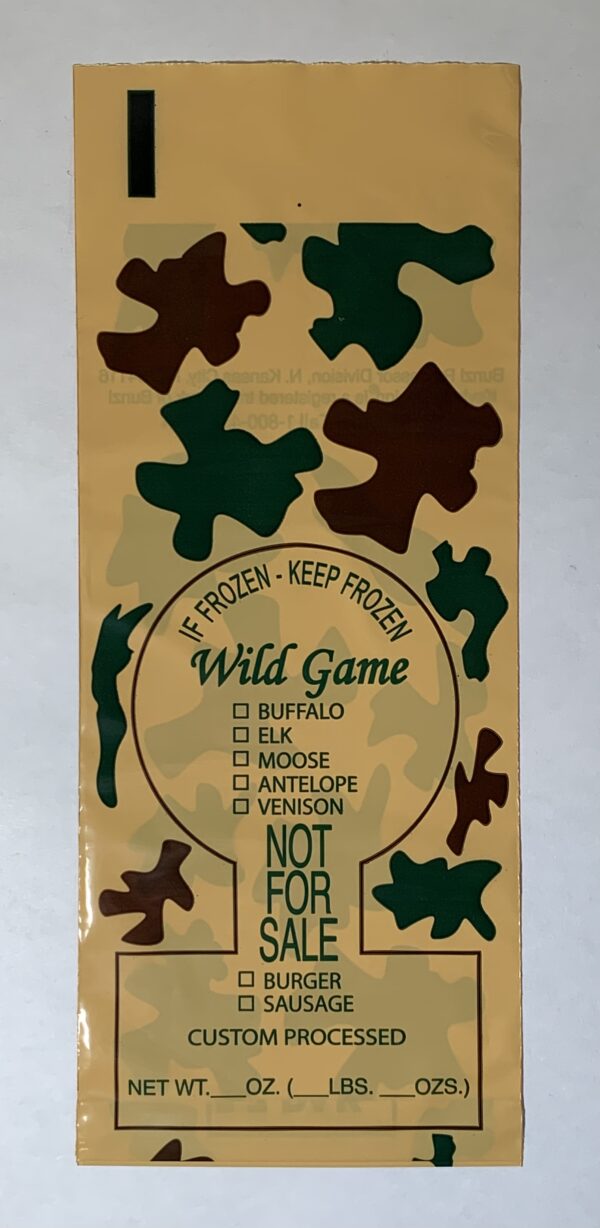 IF FROZEN - KEEP FROZEN
Wild Game
☐ BUFFALO
☐ ELK
☐ MOOSE
☐ ANTELOPE
☐ VENISON
NOT
FOR
SALE
☐ BURGER
☐ SAUSAGE
CUSTOM PROCESSED
NET WT.___OZ. (___LBS. ___OZS.)